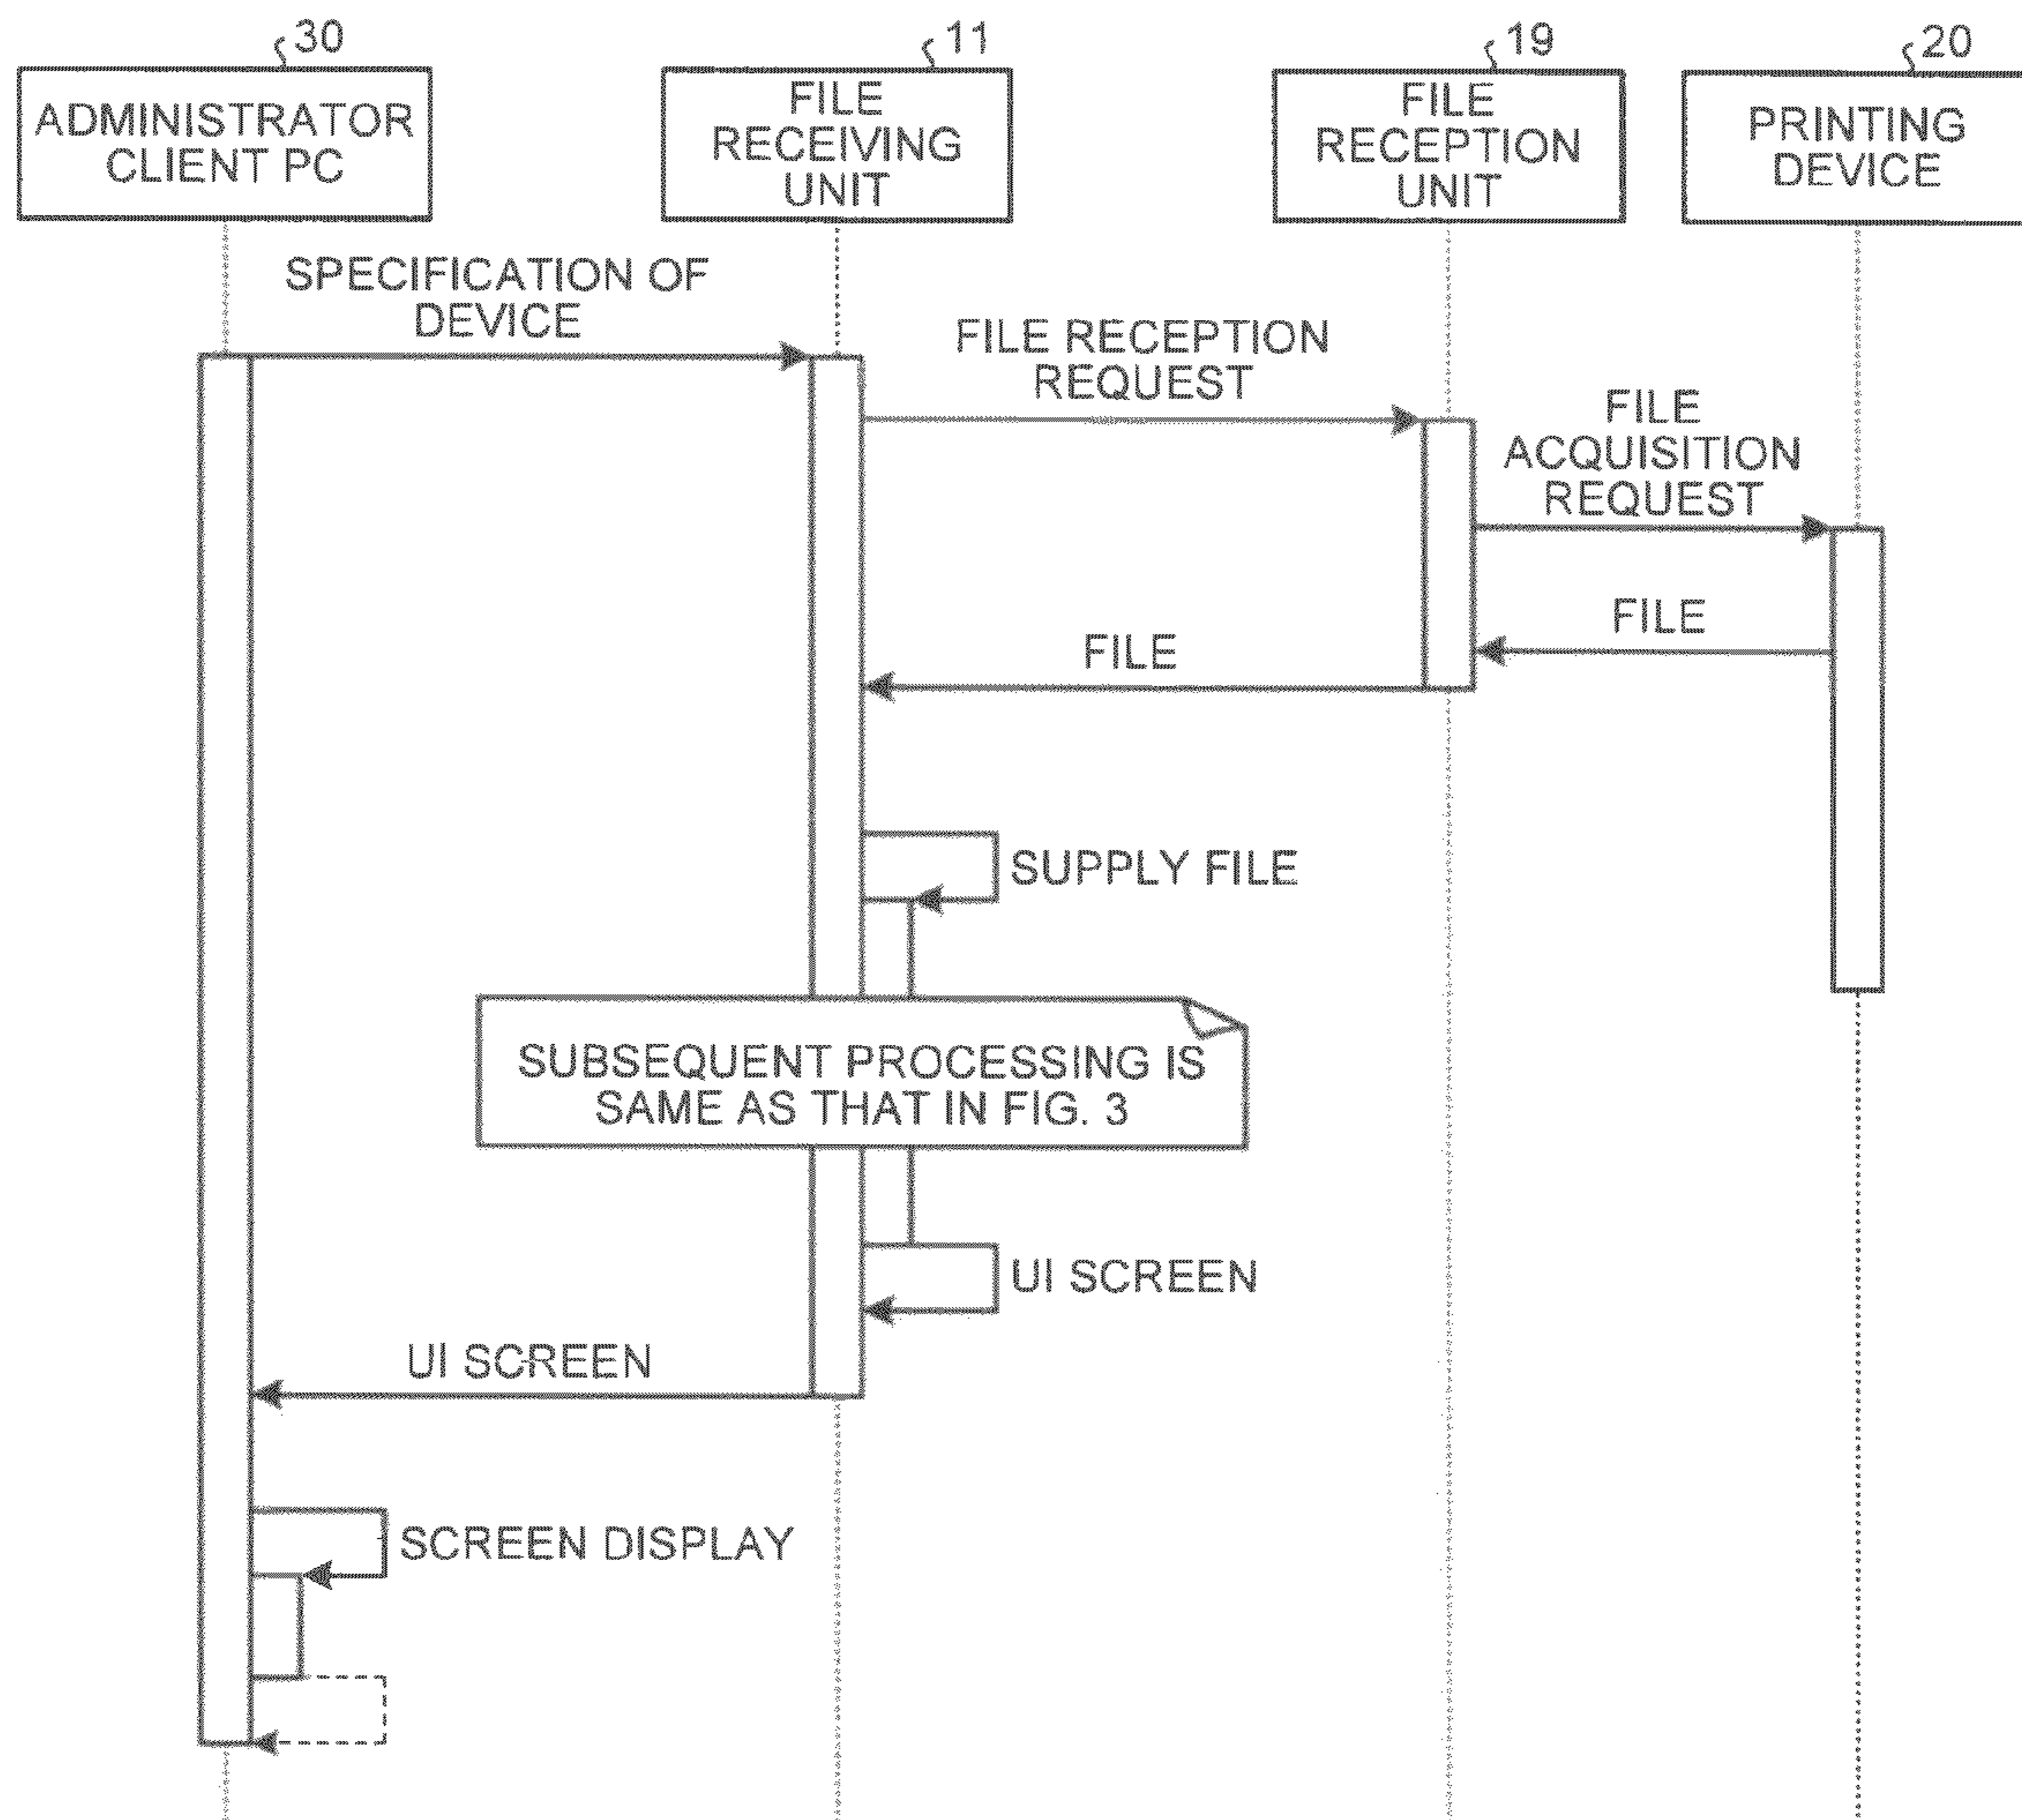 30
ADMINISTRATOR
CLIENT PC
11
FILE
RECEIVING
UNIT
19
FILE
RECEPTION
UNIT
20
PRINTING
DEVICE
SPECIFICATION OF
DEVICE
FILE RECEPTION
REQUEST
FILE
ACQUISITION
REQUEST
FILE
FILE
SUPPLY FILE
SUBSEQUENT PROCESSING IS
SAME AS THAT IN FIG. 3
UI SCREEN
UI SCREEN
SCREEN DISPLAY